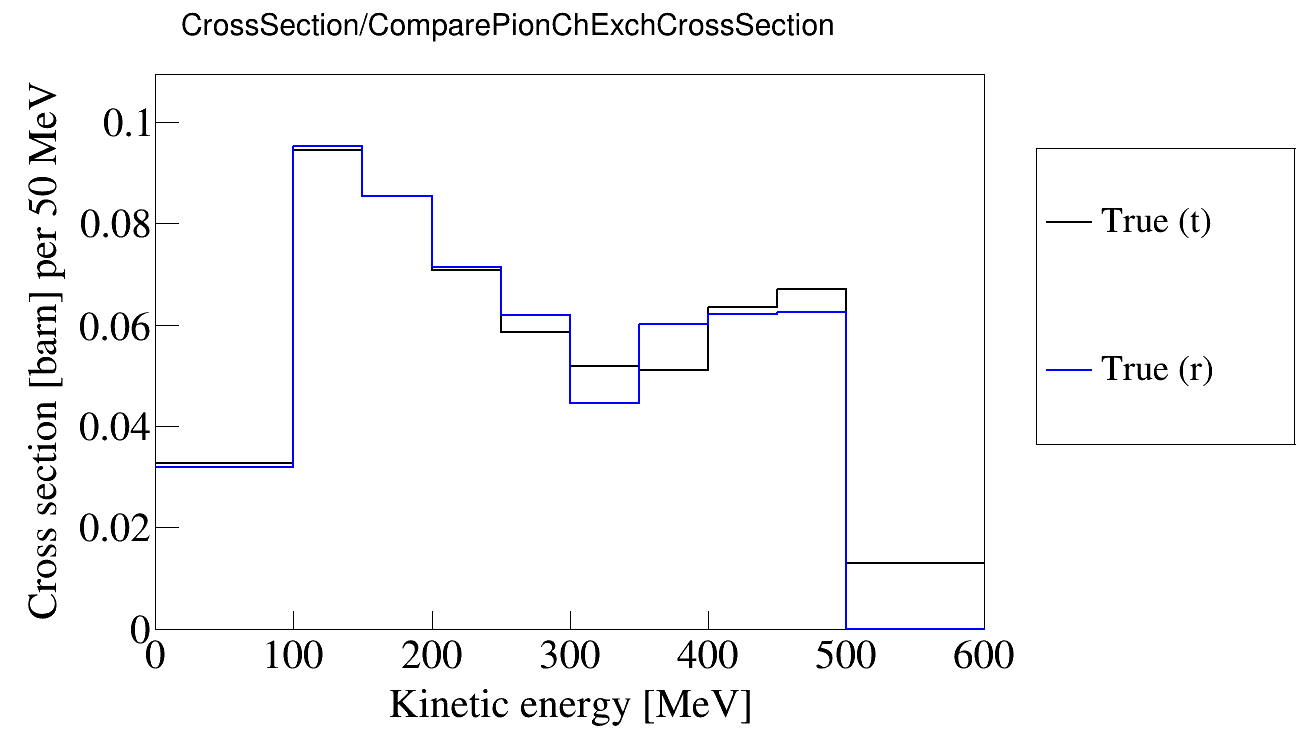 CrossSection/ComparePionChExchCrossSection
Cross section [barn] per 50 MeV
0.1
0.08
0.06
0.04
0.02
0
0 100 200 300 400 500 600
Kinetic energy [MeV]
True (t)
True (r)